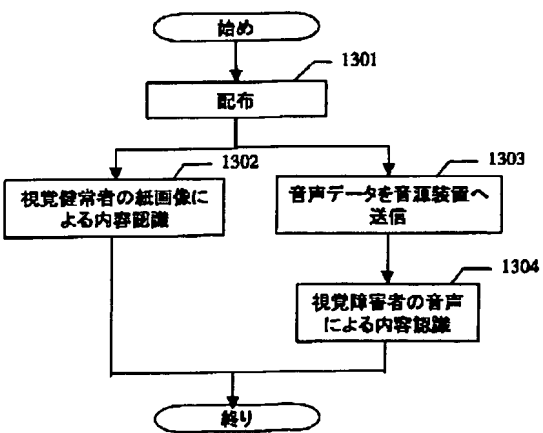 始め
1301
配布
1302
視覚健常者の紙画像に
よる内容認識
1303
音声データを音源装置へ
送信
1304
視覚障害者の音声
による内容認識
終り